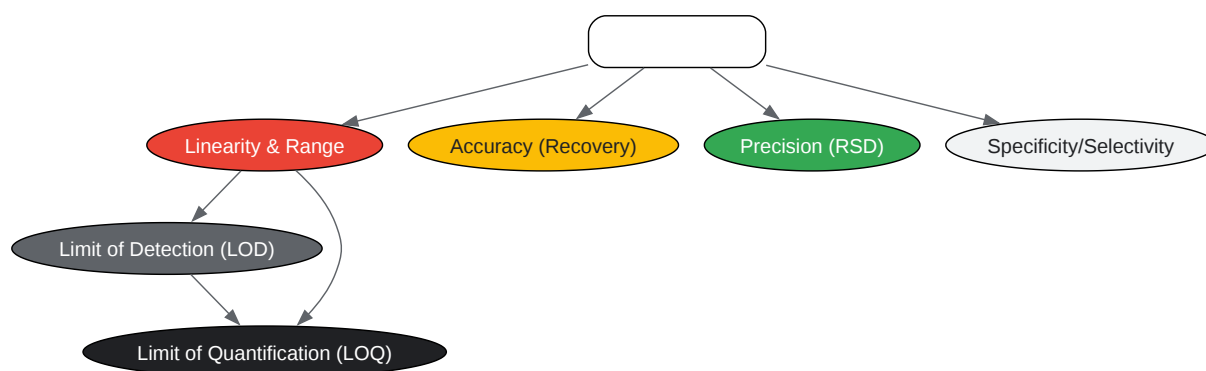 Linearity & Range
Accuracy (Recovery)
Precision (RSD)
Specificity/Selectivity
Limit of Detection (LOD)
Limit of Quantification (LOQ)